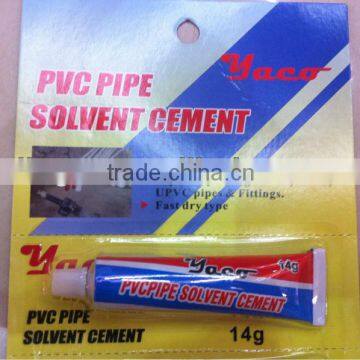 yaco
PVC PIPE
SOLVENT CEMENT
trade.china.cn
UPVC pipes & Fittings.
Fast dry type
yaco
yaco
14g
PVCPIPE SOLVENT CEMENT
PVC PIPE
SOLVENT CEMENT
14g